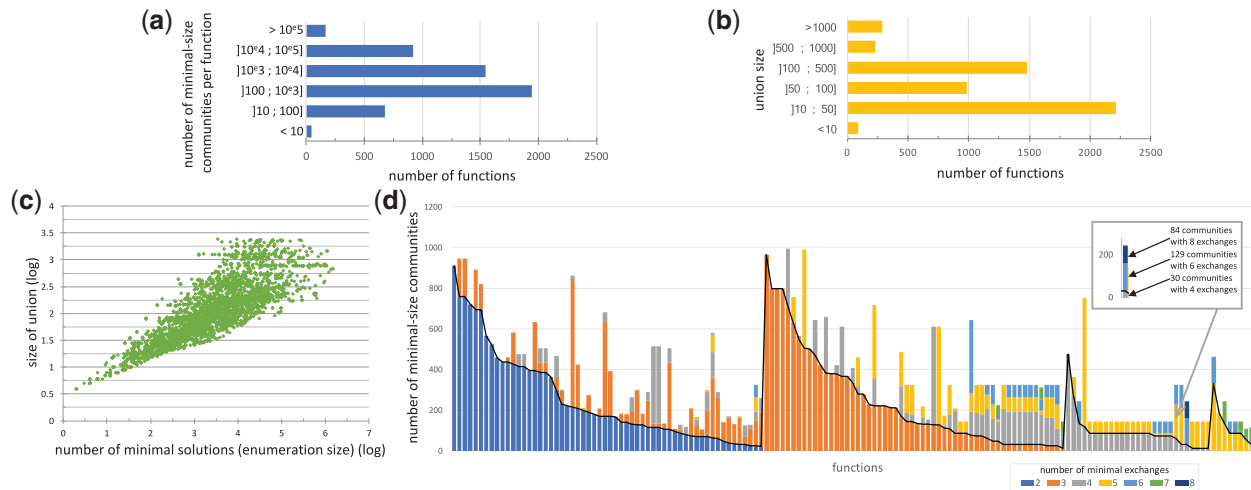 (a)
number of minimal-size
communities per function
> 10ᵉ5
]10ᵉ4 ; 10ᵉ5]
]10ᵉ3 ; 10ᵉ4]
]100 ; 10ᵉ3]
]10 ; 100]
< 10
0 500 1000 1500 2000 2500
number of functions
(b)
union size
>1000
]500 ; 1000]
]100 ; 500]
]50 ; 100]
]10 ; 50]
<10
0 500 1000 1500 2000 2500
number of functions
(c)
size of union (log)
4
3.5
3
2.5
2
1.5
1
0.5
0
0 1 2 3 4 5 6 7
number of minimal solutions (enumeration size) (log)
(d)
number of minimal-size communities
1200
1000
800
600
400
200
0
functions
200
0
84 communities
with 8 exchanges
129 communities
with 6 exchanges
30 communities
with 4 exchanges
number of minimal exchanges
2 3 4 5 6 7 8